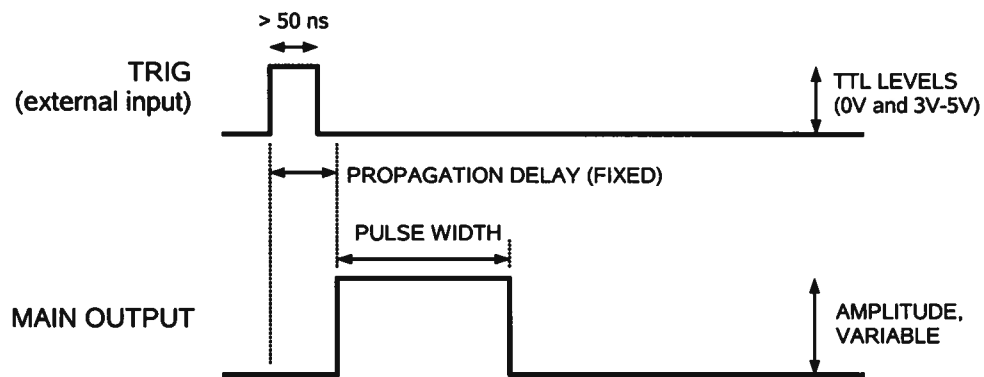 > 50 ns
TRIG
(external input)
TTL LEVELS
(0V and 3V-5V)
PROPAGATION DELAY (FIXED)
PULSE WIDTH
MAIN OUTPUT
AMPLITUDE,
VARIABLE